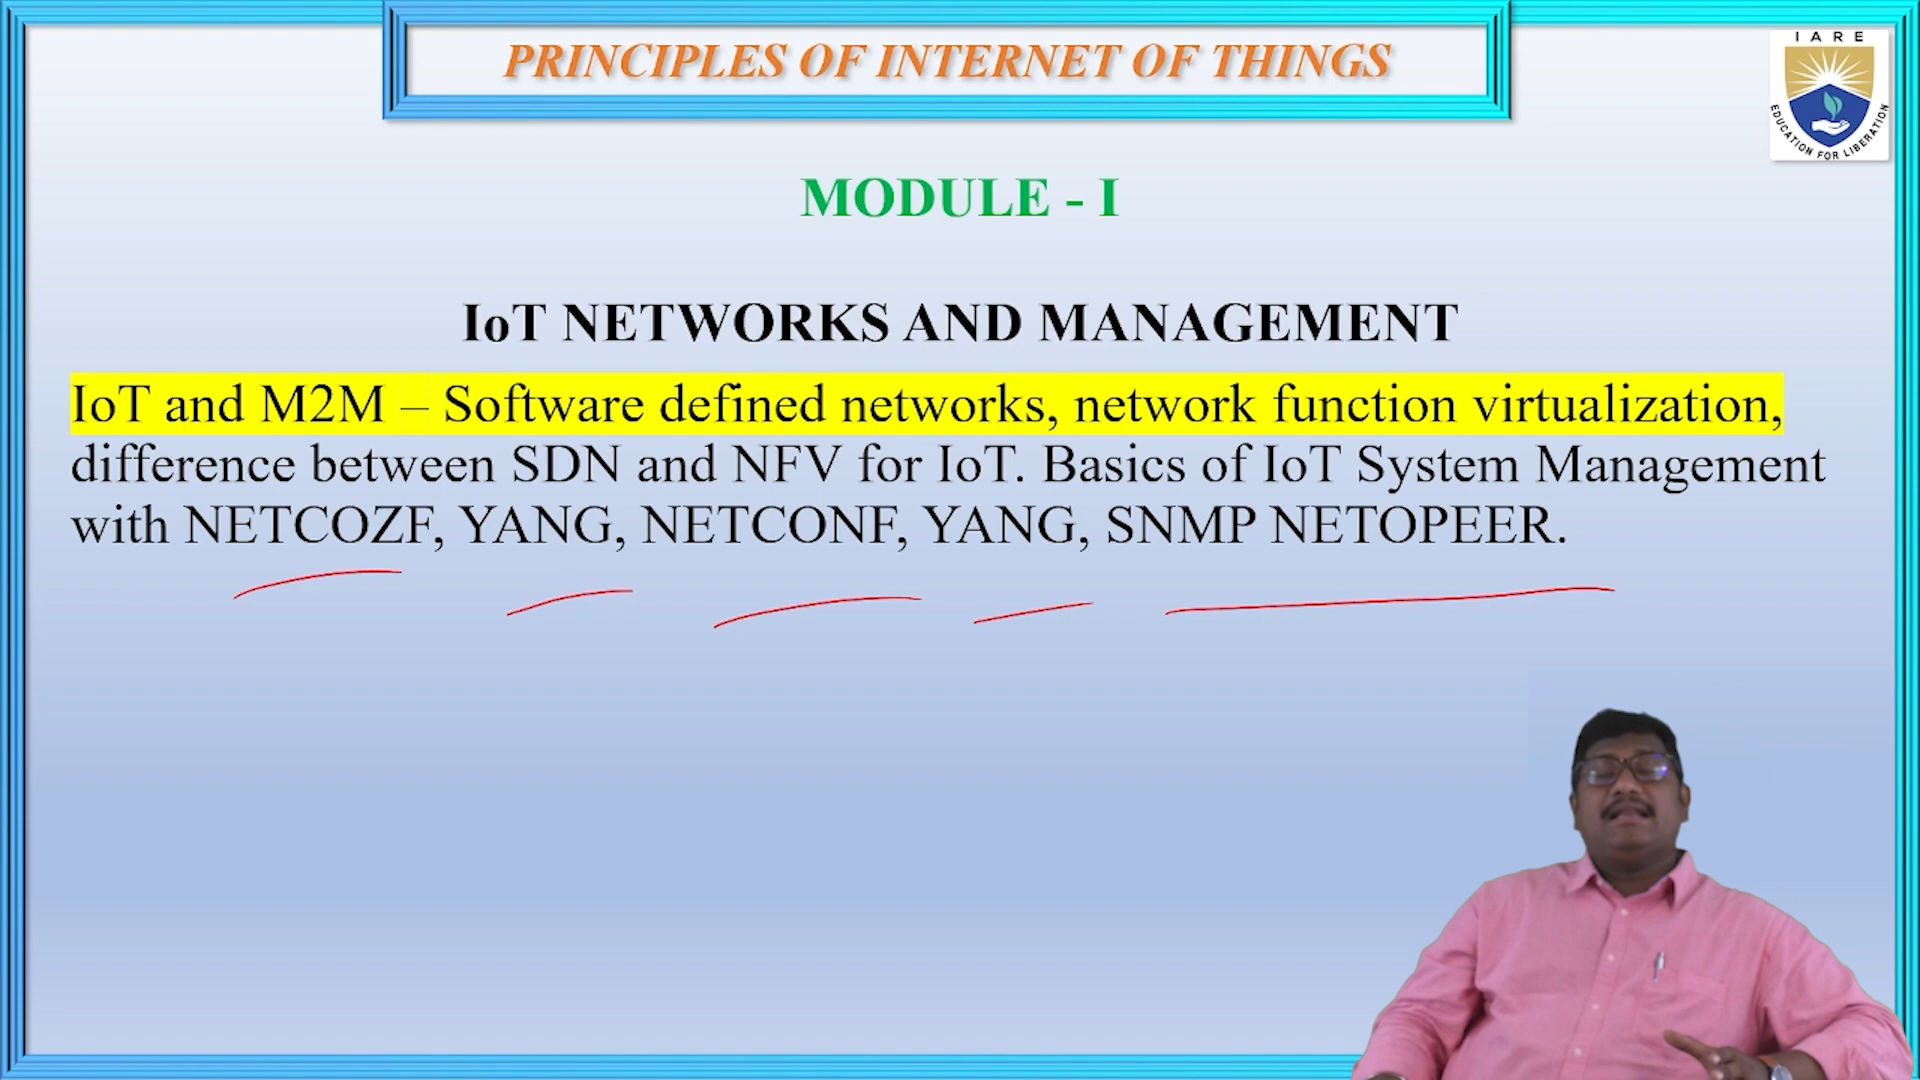 PRINCIPLES OF INTERNET OF THINGS
IARE
EDUCATION FOR LIBERATION
MODULE - I
IoT NETWORKS AND MANAGEMENT
IoT and M2M – Software defined networks, network function virtualization,
difference between SDN and NFV for IoT. Basics of IoT System Management
with NETCOZF, YANG, NETCONF, YANG, SNMP NETOPEER.